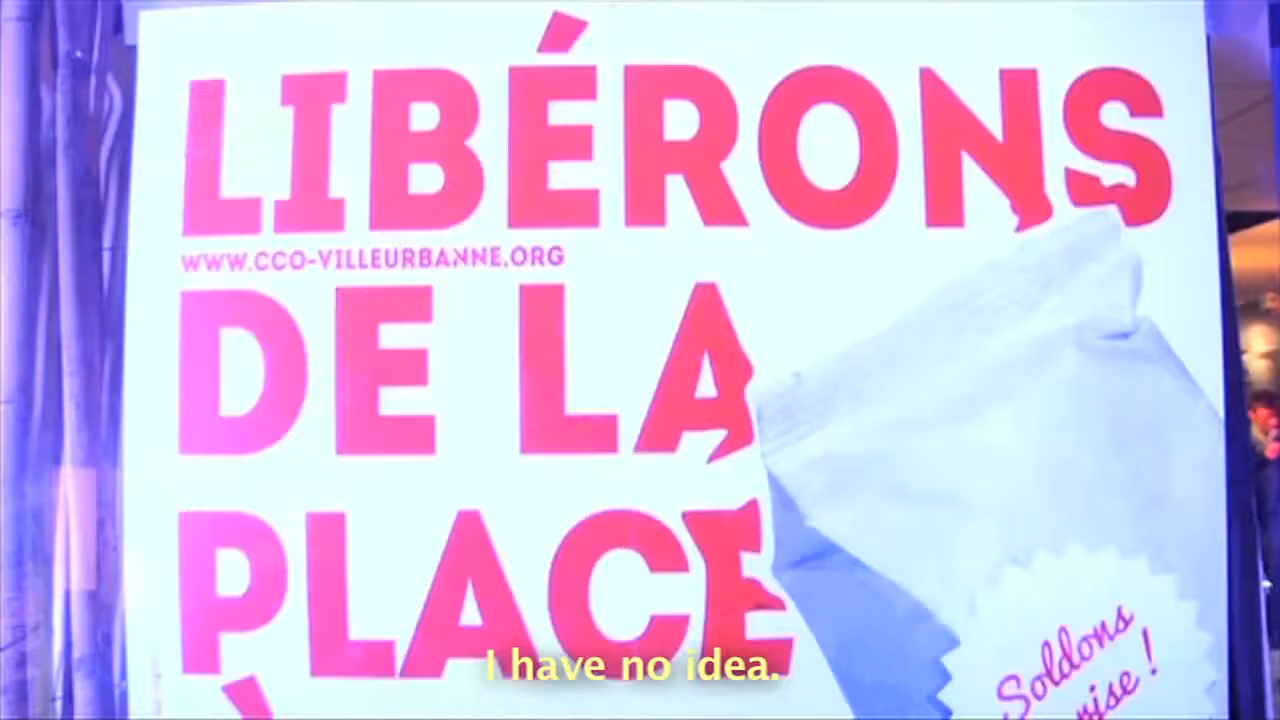 LIBÉRONS
WWW.CCO-VILLEURBANNE.ORG
DE LA
PLACE
À
I have no idea.
Soldons